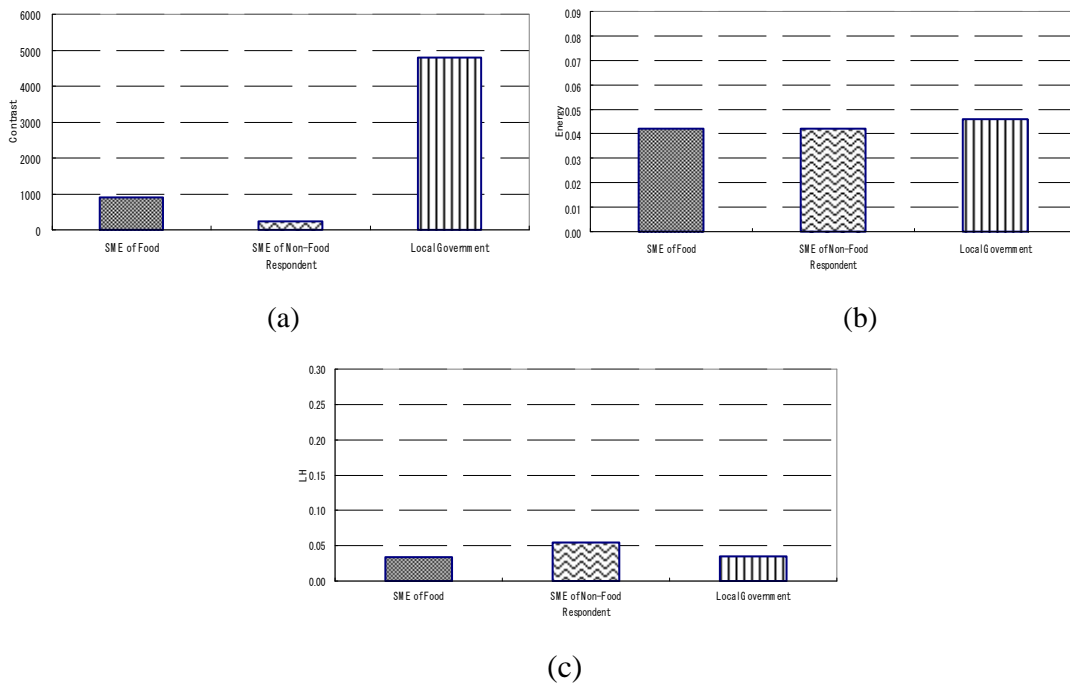 6000
5000
4000
3000
2000
1000
0
Contrast
SME of Food
SME of Non-Food
Local Government
Respondent
(a)
0.09
0.08
0.07
0.06
0.05
0.04
0.03
0.02
0.01
0.00
Energy
SME of Food
SME of Non-Food
Local Government
Respondent
(b)
0.30
0.25
0.20
0.15
0.10
0.05
0.00
LH
SME of Food
SME of Non-Food
Local Government
Respondent
(c)